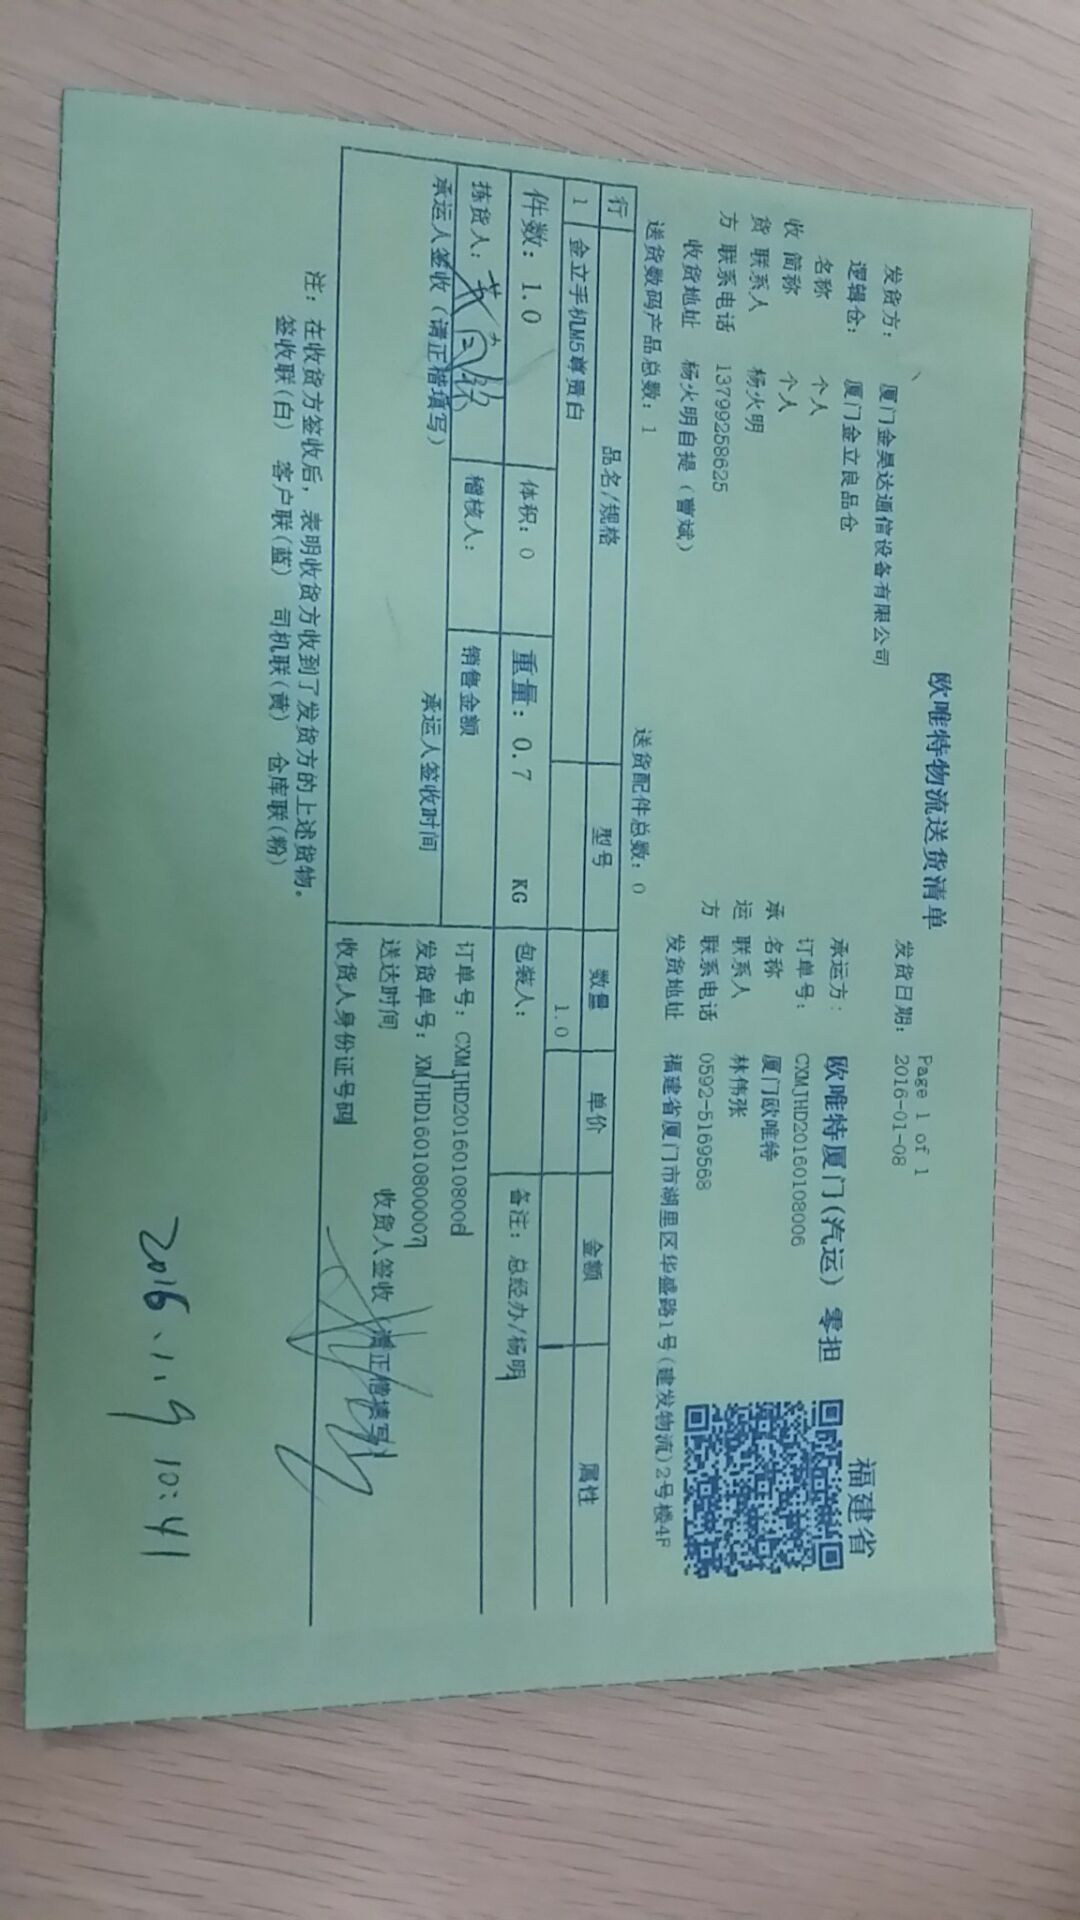 欧唯特物流送货清单
Page 1 of 1
发货日期: 2016-01-08
福建省
发货方: 厦门金昊达通信设备有限公司
逻辑仓: 厦门金立良品仓
承运方: 欧唯特厦门(汽运) 零担
订单号: CXMJHD20160108006
收货方
名称 个人
简称 个人
联系人 杨火明
联系电话 13799258625
收货地址 杨火明自提（曹斌）
承运方
名称 厦门欧唯特
联系人 林伟张
联系电话 0592-5169568
发货地址 福建省厦门市湖里区华盛路1号(建发物流)2号楼4F
送货数码产品总数: 1 送货配件总数: 0
行 品名/规格 型号 数量 单价 金额 属性
1 金立手机M5尊贵白 1.0
件数: 1.0 体积: 0 重量: 0.7 KG 包装人: 备注: 总经办/杨明
拣货人: 稽核人: 销售金额 订单号: CXMJHD20160108006
发货单号: XMJHD16010800007
承运人签收（请正楷填写） 承运人签收时间 送达时间 收货人签收 请正楷填写
收货人身份证号码
注: 在收货方签收后, 表明收货方收到了发货方的上述货物。
签收联(白) 客户联(蓝) 司机联(黄) 仓库联(粉)
2016.1.9 10:41